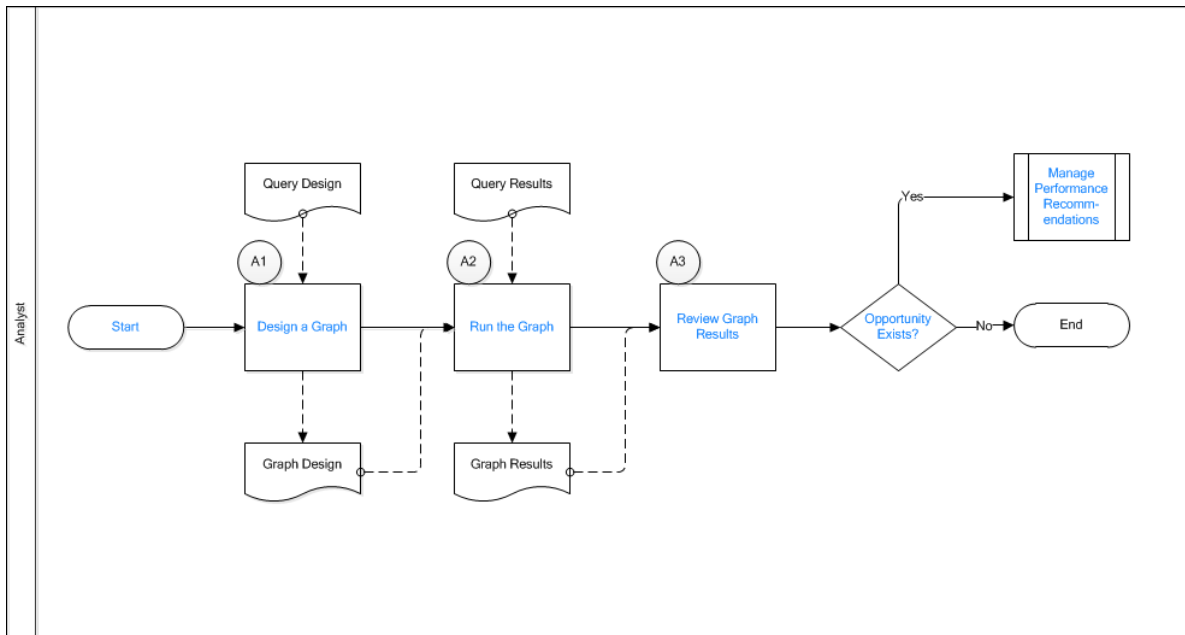 Analyst
Query Design
Query Results
Manage
Performance
Recomm-
endations
Yes
A1
A2
A3
Start
Design a Graph
Run the Graph
Review Graph
Results
Opportunity
Exists?
No
End
Graph Design
Graph Results